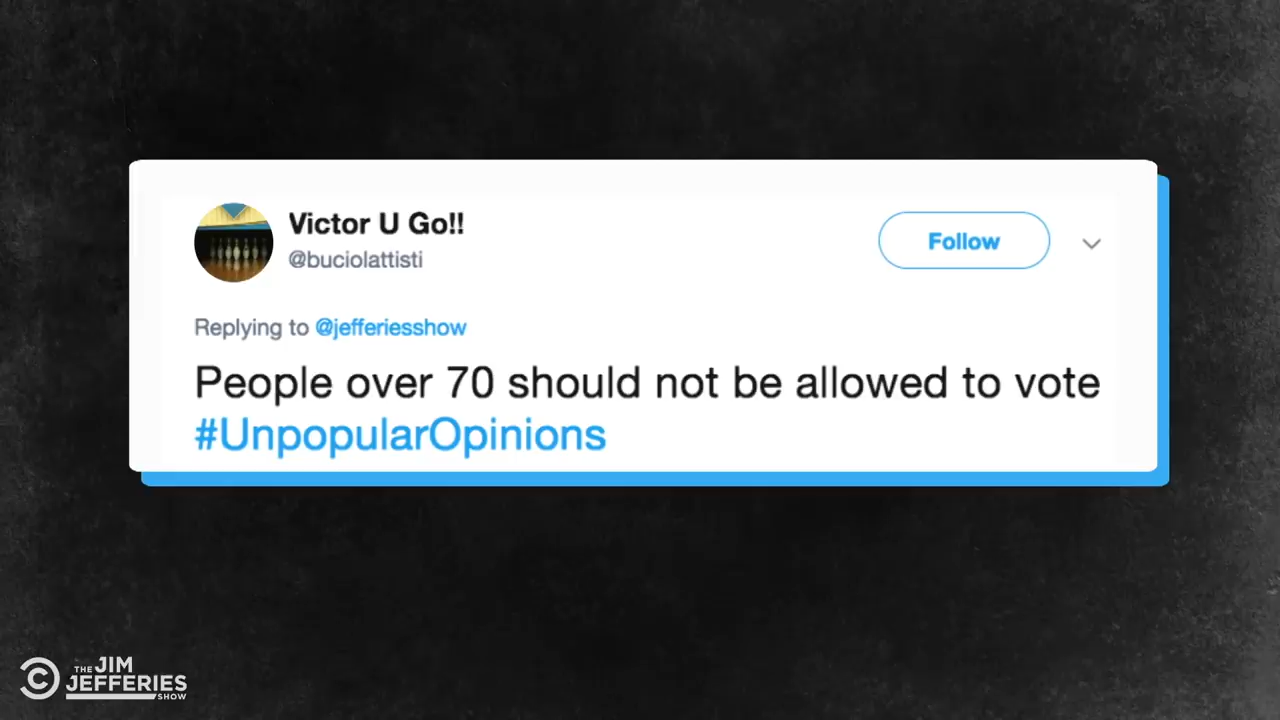 Victor U Go!!
@buciolattisti
Follow
Replying to @jefferiesshow
People over 70 should not be allowed to vote
#UnpopularOpinions
THE JIM
JEFFERIES
SHOW